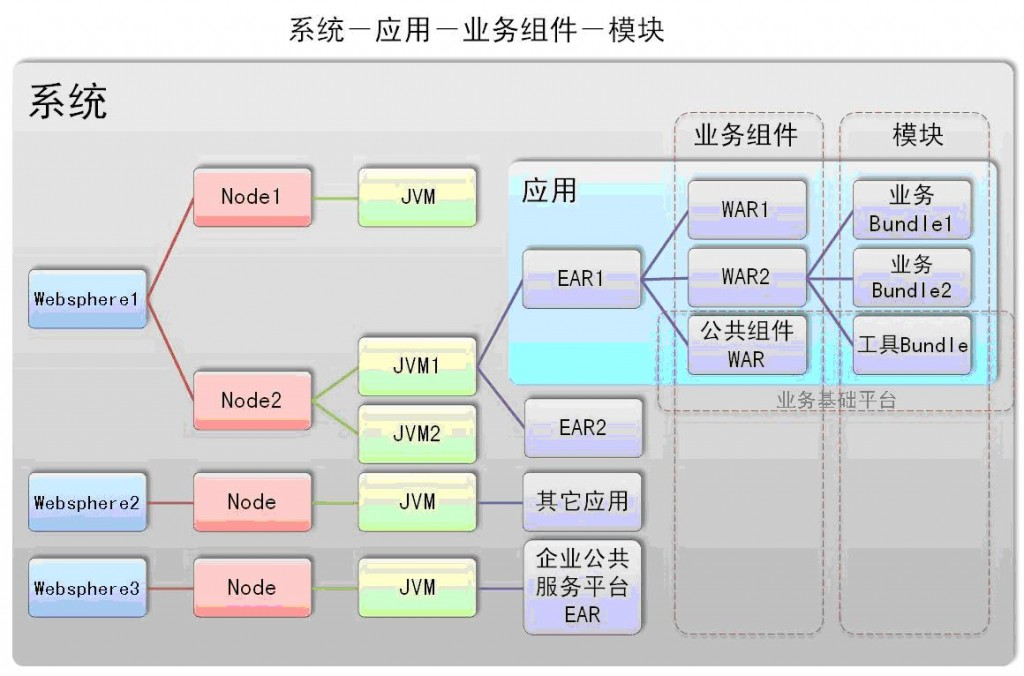 系统－应用－业务组件－模块
系统
业务组件
模块
应用
Node1
JVM
WAR1
业务
Bundle1
Websphere1
EAR1
WAR2
业务
Bundle2
公共组件
WAR
工具Bundle
业务基础平台
Node2
JVM1
JVM2
EAR2
Websphere2
Node
JVM
其它应用
Websphere3
Node
JVM
企业公共
服务平台
EAR